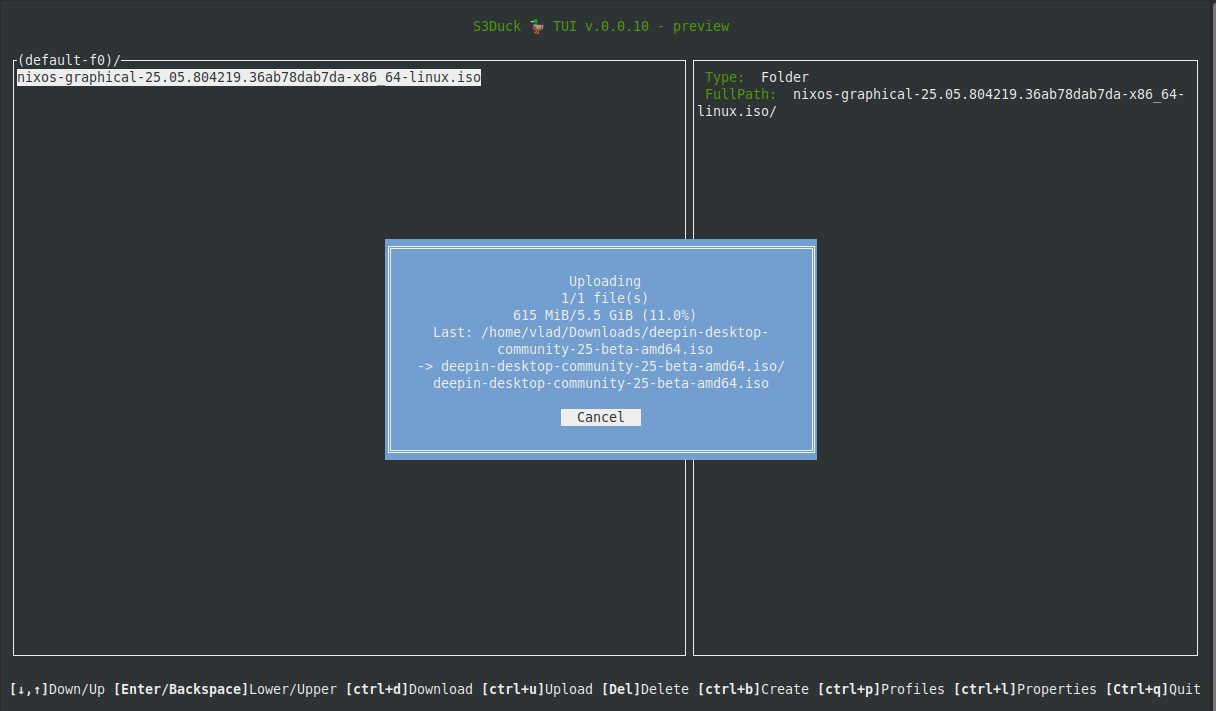 S3Duck 🦆 TUI v.0.0.10 - preview
(default-f0)/
nixos-graphical-25.05.804219.36ab78dab7da-x86_64-linux.iso
Type: Folder
FullPath: nixos-graphical-25.05.804219.36ab78dab7da-x86_64-
linux.iso/
Uploading
1/1 file(s)
615 MiB/5.5 GiB (11.0%)
Last: /home/vlad/Downloads/deepin-desktop-
community-25-beta-amd64.iso
-> deepin-desktop-community-25-beta-amd64.iso/
deepin-desktop-community-25-beta-amd64.iso
Cancel
[↓,↑]Down/Up [Enter/Backspace]Lower/Upper [ctrl+d]Download [ctrl+u]Upload [Del]Delete [ctrl+b]Create [ctrl+p]Profiles [ctrl+l]Properties [Ctrl+q]Quit